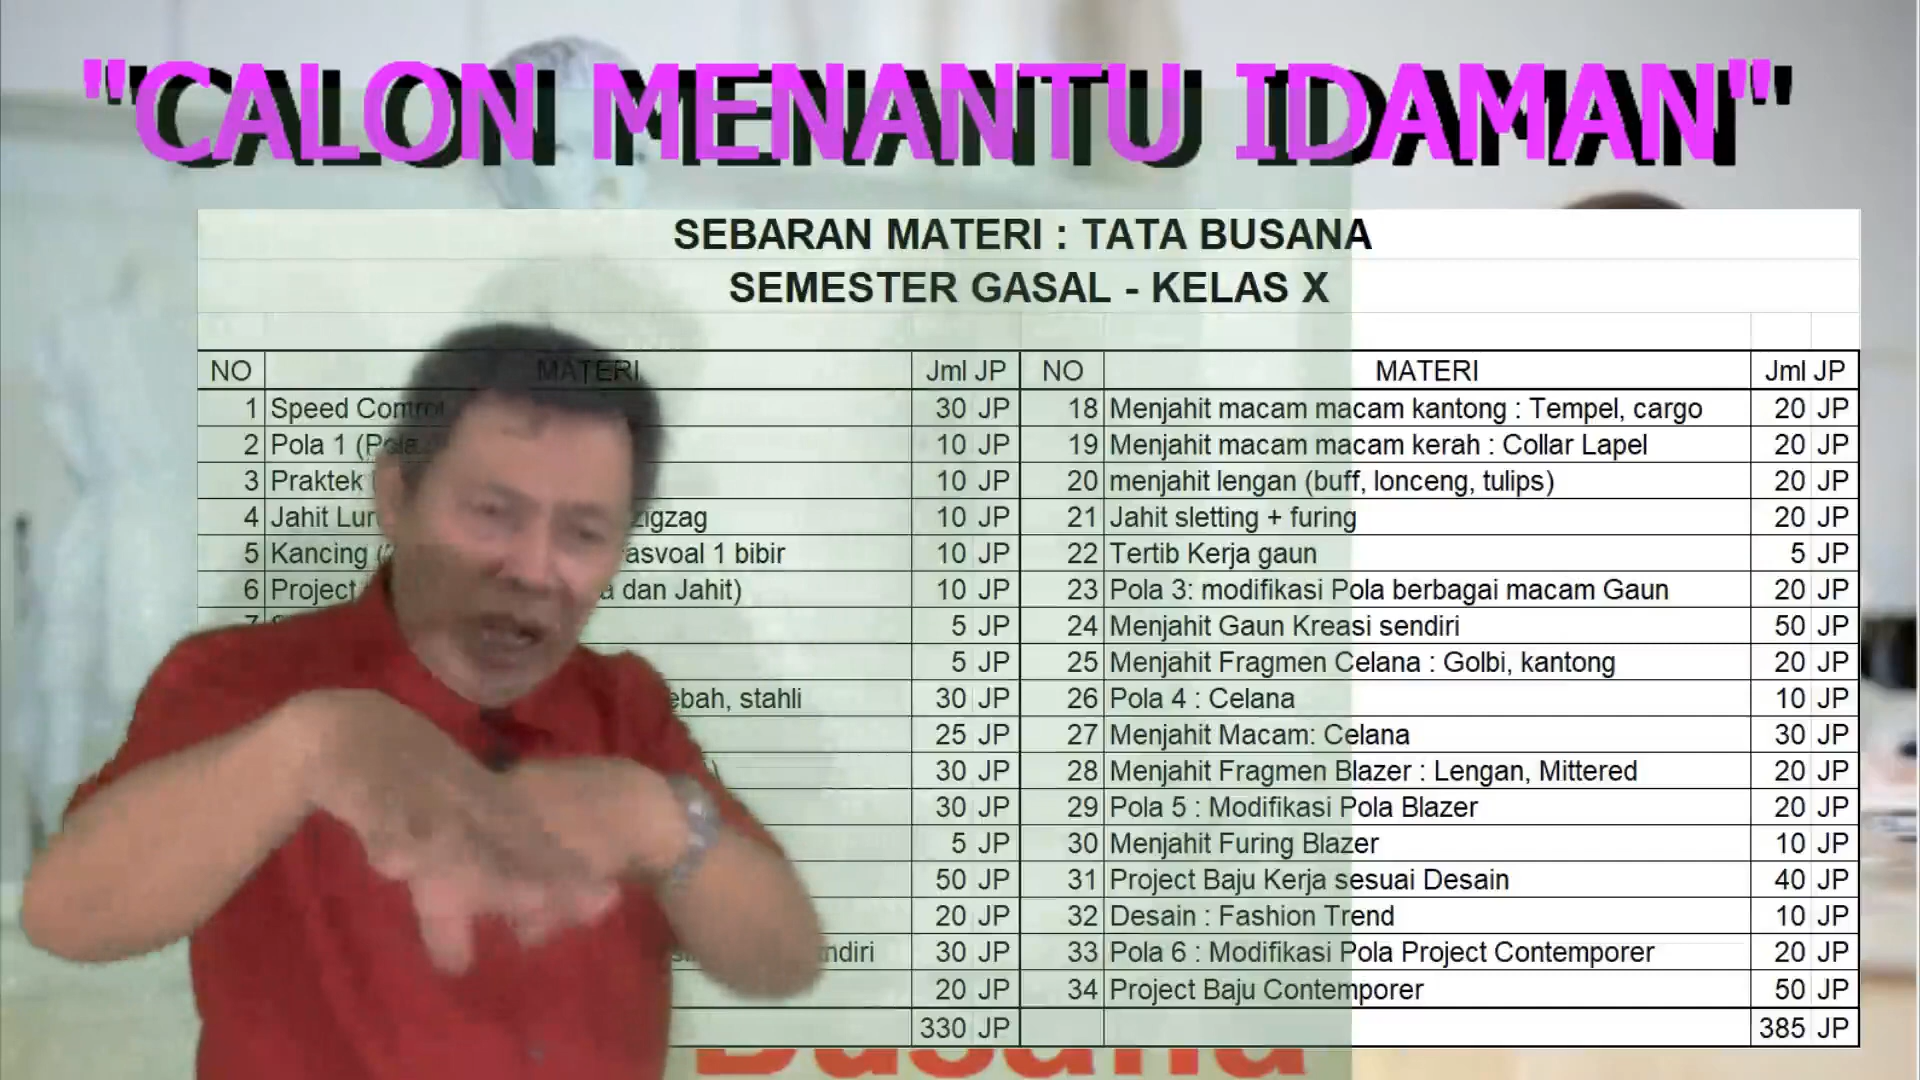 "CALON MENANTU IDAMAN"
SEBARAN MATERI : TATA BUSANA
SEMESTER GASAL - KELAS X
NO MATERI Jml JP NO MATERI Jml JP
1 Speed Control 30 JP 18 Menjahit macam macam kantong : Tempel, cargo 20 JP
2 Pola 1 (Pola 10 JP 19 Menjahit macam macam kerah : Collar Lapel 20 JP
3 Praktek 10 JP 20 menjahit lengan (buff, lonceng, tulips) 20 JP
4 Jahit zigzag 10 JP 21 Jahit sletting + furing 20 JP
5 Kancing 1 bibir 10 JP 22 Tertib Kerja gaun 5 JP
6 Project dan Jahit) 10 JP 23 Pola 3: modifikasi Pola berbagai macam Gaun 20 JP
7 5 JP 24 Menjahit Gaun Kreasi sendiri 50 JP
5 JP 25 Menjahit Fragmen Celana : Golbi, kantong 20 JP
stahli 30 JP 26 Pola 4 : Celana 10 JP
25 JP 27 Menjahit Macam: Celana 30 JP
30 JP 28 Menjahit Fragmen Blazer : Lengan, Mittered 20 JP
30 JP 29 Pola 5 : Modifikasi Pola Blazer 20 JP
5 JP 30 Menjahit Furing Blazer 10 JP
50 JP 31 Project Baju Kerja sesuai Desain 40 JP
20 JP 32 Desain : Fashion Trend 10 JP
30 JP 33 Pola 6 : Modifikasi Pola Project Contemporer 20 JP
20 JP 34 Project Baju Contemporer 50 JP
330 JP 385 JP
Busana